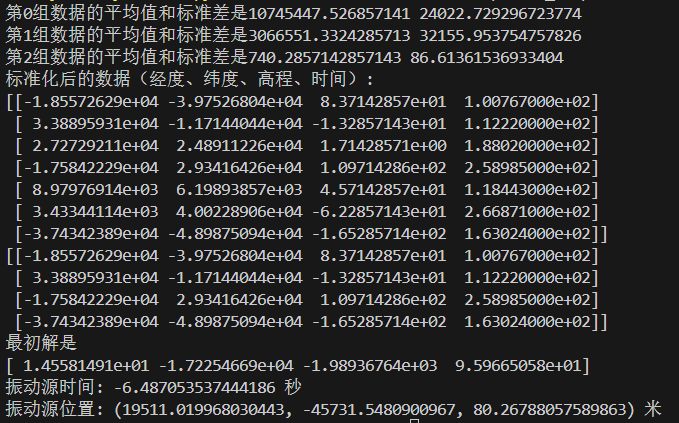 第0组数据的平均值和标准差是10745447.526857141 24022.729296723774
第1组数据的平均值和标准差是3066551.3324285713 32155.953754757826
第2组数据的平均值和标准差是740.2857142857143 86.61361536933404
标准化后的数据（经度、纬度、高程、时间）:
[[-1.85572629e+04 -3.97526804e+04  8.37142857e+01  1.00767000e+02]
 [ 3.38895931e+04 -1.17144044e+04 -1.32857143e+01  1.12220000e+02]
 [ 2.72729211e+04  2.48911226e+04  1.71428571e+00  1.88020000e+02]
 [-1.75842229e+04  2.93416426e+04  1.09714286e+02  2.58985000e+02]
 [ 8.97976914e+03  6.19893857e+03  4.57142857e+01  1.18443000e+02]
 [ 3.43344114e+03  4.00228906e+04 -6.22857143e+01  2.66871000e+02]
 [-3.74342389e+04 -4.89875094e+04 -1.65285714e+02  1.63024000e+02]]
[[-1.85572629e+04 -3.97526804e+04  8.37142857e+01  1.00767000e+02]
 [ 3.38895931e+04 -1.17144044e+04 -1.32857143e+01  1.12220000e+02]
 [-1.75842229e+04  2.93416426e+04  1.09714286e+02  2.58985000e+02]
 [-3.74342389e+04 -4.89875094e+04 -1.65285714e+02  1.63024000e+02]]
最初解是
[ 1.45581491e+01 -1.72254669e+04 -1.98936764e+03  9.59665058e+01]
振动源时间: -6.487053537444186 秒
振动源位置: (19511.019968030443, -45731.5480900967, 80.26788057589863) 米